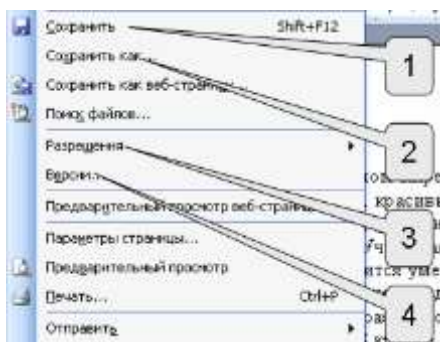 Сохранить Shift+F12
1
Сохранить как...
Сохранить как веб-страницу...
2
Поиск файлов...
Разрешения
3
Версии...
Предварительный просмотр веб-страницы
красивы
Параметры страницы...
Предварительный просмотр
4
Печать... Ctrl+P
Отправить